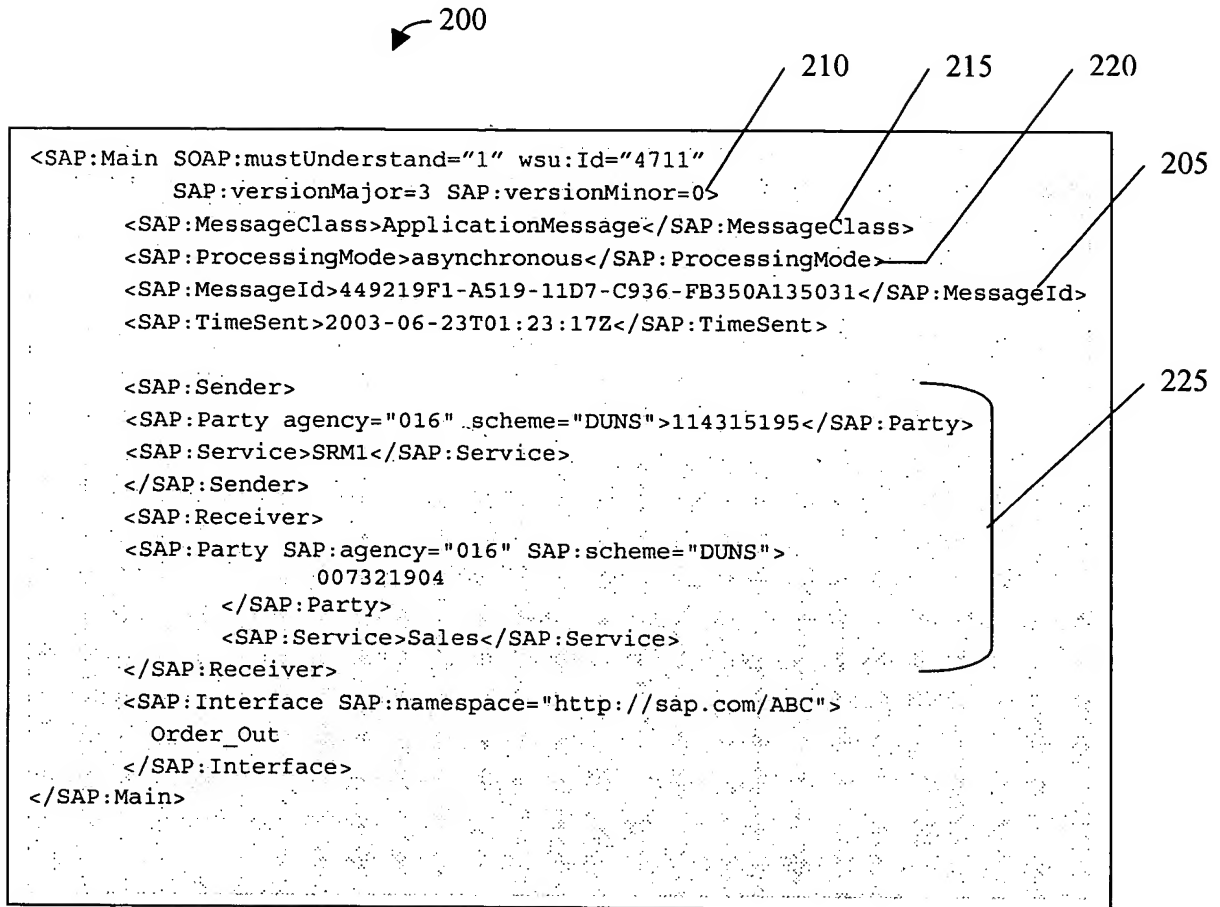 200
210 215 220
<SAP:Main SOAP:mustUnderstand="1" wsu:Id="4711"
205
SAP:versionMajor=3 SAP:versionMinor=0>
<SAP:MessageClass>ApplicationMessage</SAP:MessageClass>
<SAP:ProcessingMode>asynchronous</SAP:ProcessingMode>
<SAP:MessageId>449219F1-A519-11D7-C936-FB350A135031</SAP:MessageId>
<SAP:TimeSent>2003-06-23T01:23:17Z</SAP:TimeSent>
<SAP:Sender>
225
<SAP:Party agency="016" scheme="DUNS">114315195</SAP:Party>
<SAP:Service>SRM1</SAP:Service>
</SAP:Sender>
<SAP:Receiver>
<SAP:Party SAP:agency="016" SAP:scheme="DUNS">
007321904
</SAP:Party>
<SAP:Service>Sales</SAP:Service>
</SAP:Receiver>
<SAP:Interface SAP:namespace="http://sap.com/ABC">
Order_Out
</SAP:Interface>
</SAP:Main>